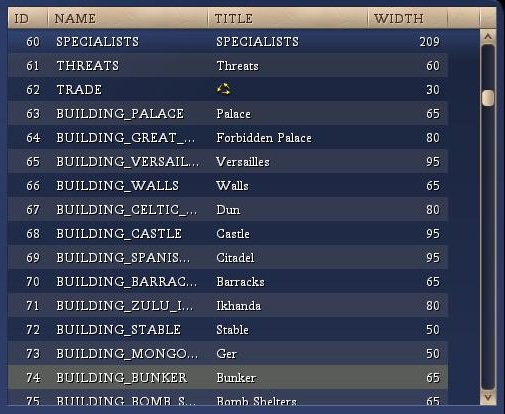 ID NAME TITLE WIDTH
60 SPECIALISTS SPECIALISTS 209
61 THREATS Threats 60
62 TRADE 30
63 BUILDING_PALACE Palace 65
64 BUILDING_GREAT_... Forbidden Palace 80
65 BUILDING_VERSAIL... Versailles 95
66 BUILDING_WALLS Walls 65
67 BUILDING_CELTIC_... Dun 80
68 BUILDING_CASTLE Castle 95
69 BUILDING_SPANIS... Citadel 95
70 BUILDING_BARRAC... Barracks 65
71 BUILDING_ZULU_I... Ikhanda 80
72 BUILDING_STABLE Stable 50
73 BUILDING_MONGO... Ger 50
74 BUILDING_BUNKER Bunker 65
75 BUILDING_BOMB_S... Bomb Shelters 65